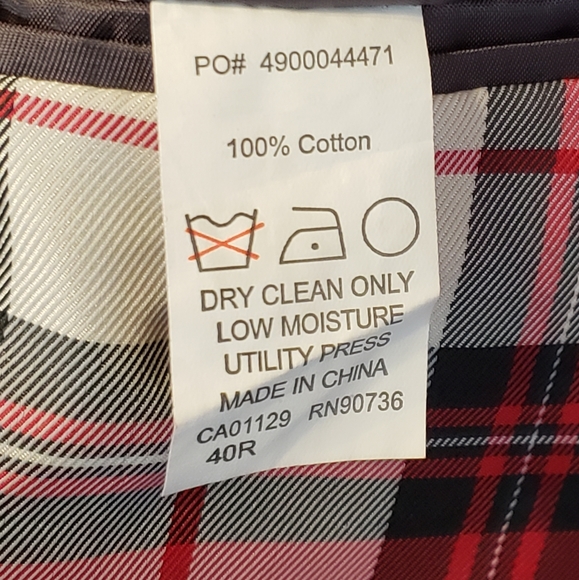 PO# 4900044471
100% Cotton
DRY CLEAN ONLY
LOW MOISTURE
UTILITY PRESS
MADE IN CHINA
CA01129 RN90736
40R